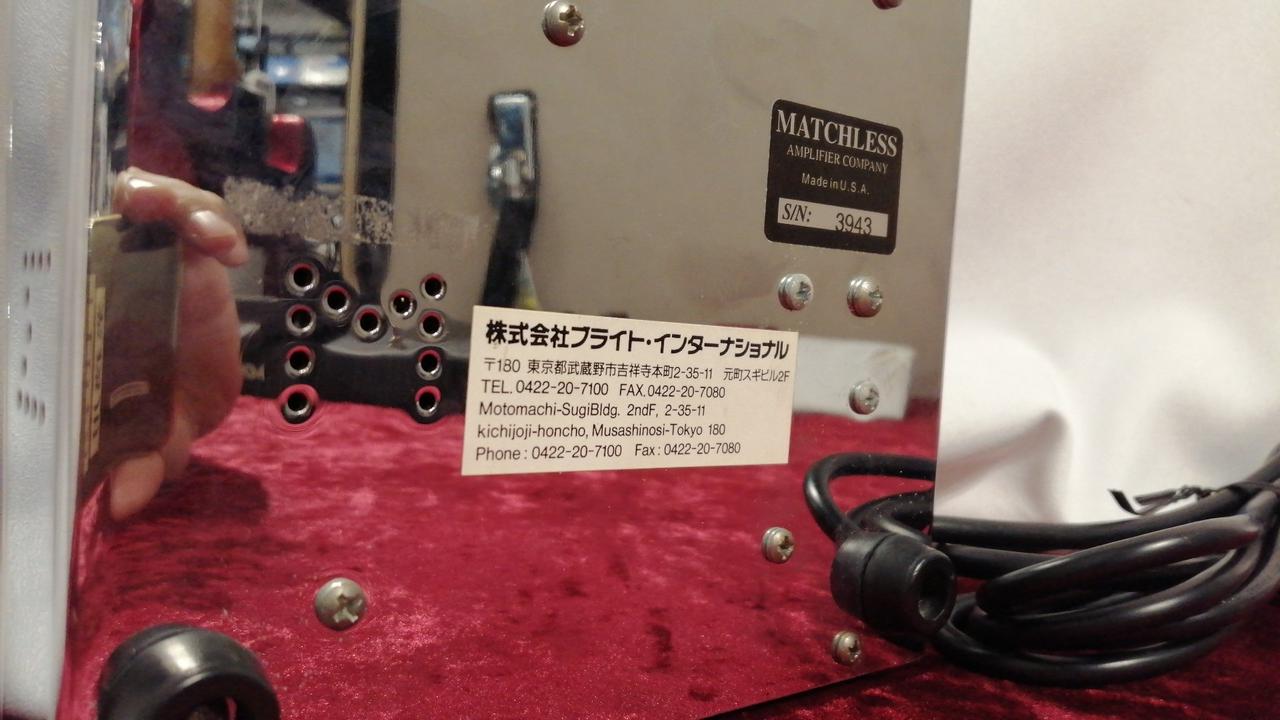 MATCHLESS
AMPLIFIER COMPANY
Made in U.S.A.
S/N: 3943
株式会社ブライト・インターナショナル
〒180 東京都武蔵野市吉祥寺本町2-35-11 元町スギビル2F
TEL. 0422-20-7100 FAX. 0422-20-7080
Motomachi-SugiBldg. 2ndF, 2-35-11
kichijoji-honcho, Musashinosi-Tokyo 180
Phone : 0422-20-7100 Fax : 0422-20-7080